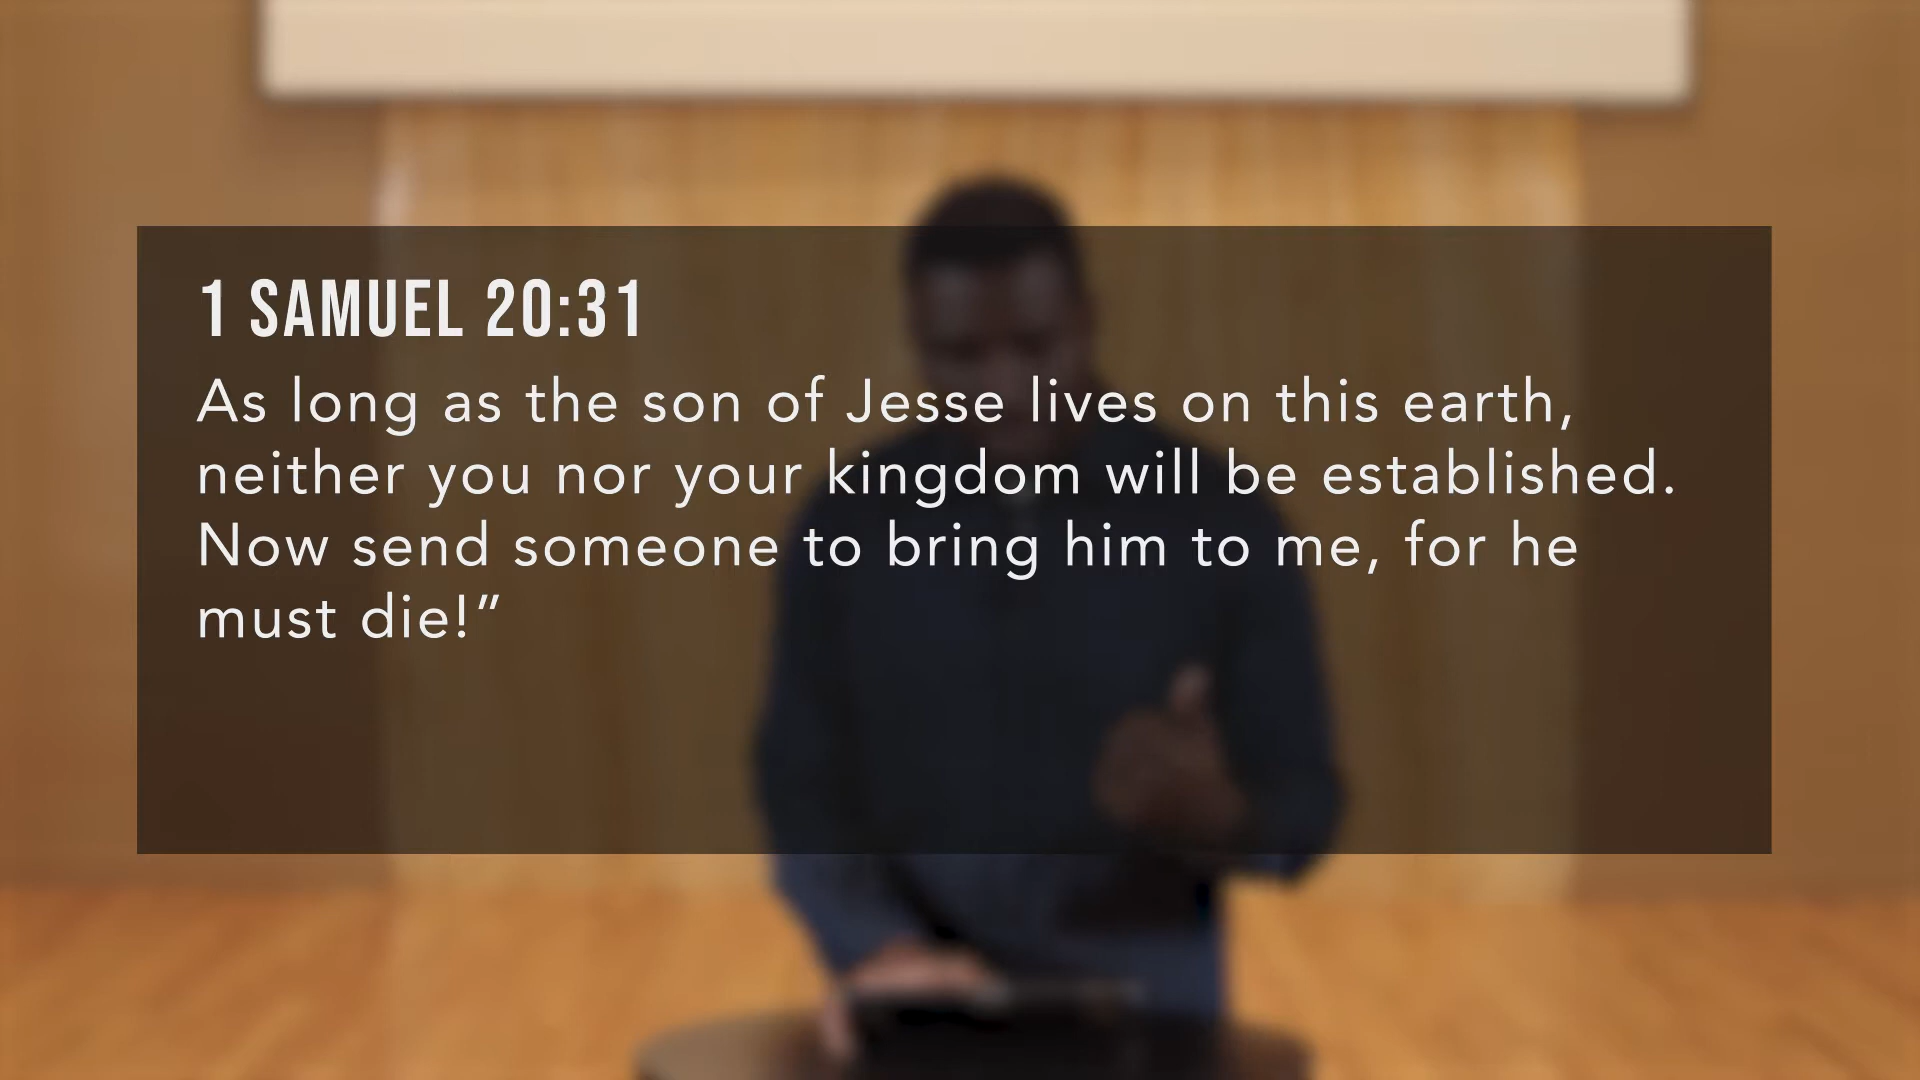 1 SAMUEL 20:31
As long as the son of Jesse lives on this earth,
neither you nor your kingdom will be established.
Now send someone to bring him to me, for he
must die!”